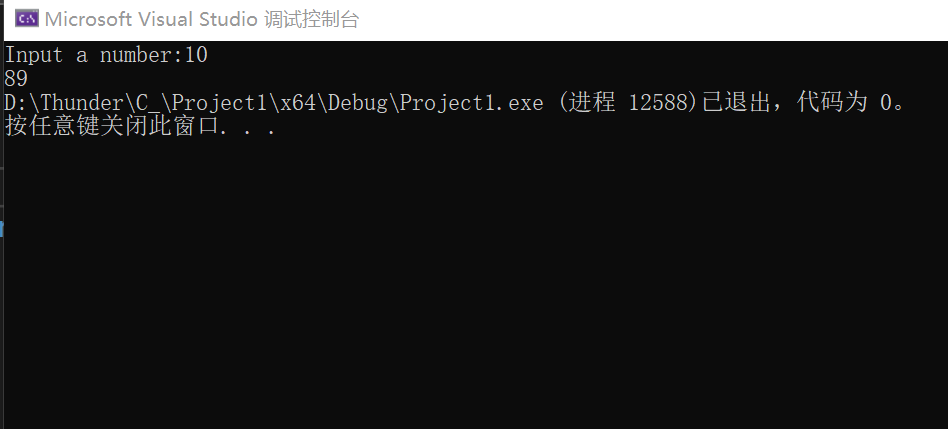 C:\ Microsoft Visual Studio 调试控制台
Input a number:10
89
D:\Thunder\C_\Project1\x64\Debug\Project1.exe (进程 12588)已退出，代码为 0。
按任意键关闭此窗口. . .